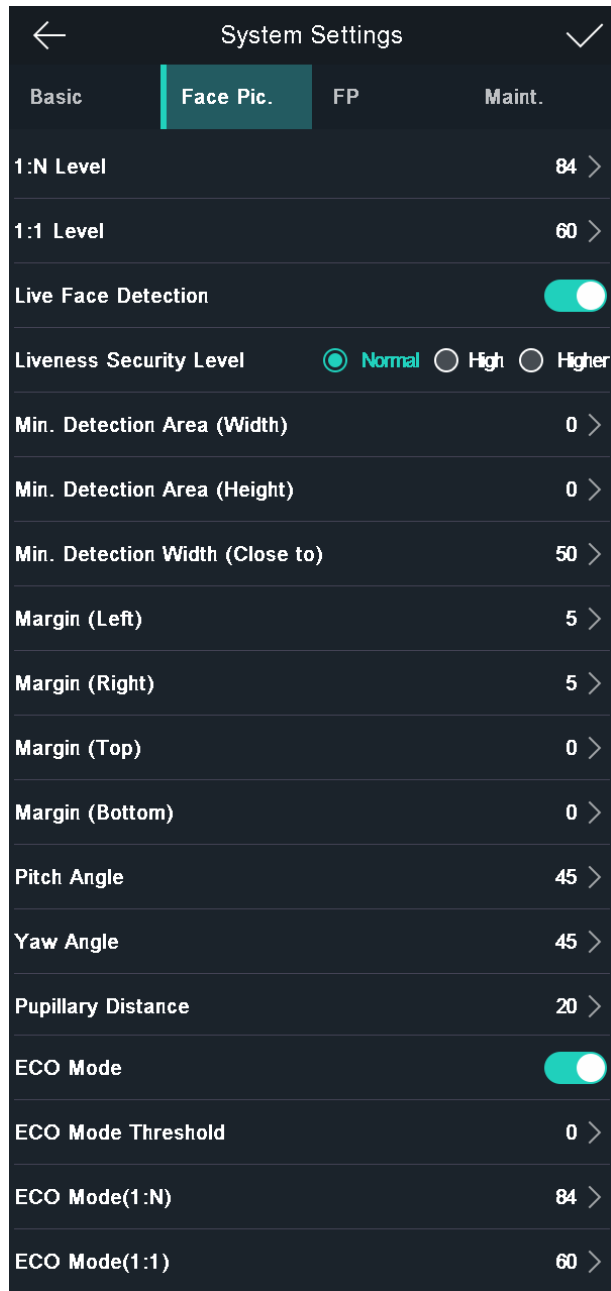 System Settings
Basic Face Pic. FP Maint.
1:N Level 84
1:1 Level 60
Live Face Detection
Liveness Security Level Normal High Higher
Min. Detection Area (Width) 0
Min. Detection Area (Height) 0
Min. Detection Width (Close to) 50
Margin (Left) 5
Margin (Right) 5
Margin (Top) 0
Margin (Bottom) 0
Pitch Angle 45
Yaw Angle 45
Pupillary Distance 20
ECO Mode
ECO Mode Threshold 0
ECO Mode(1:N) 84
ECO Mode(1:1) 60